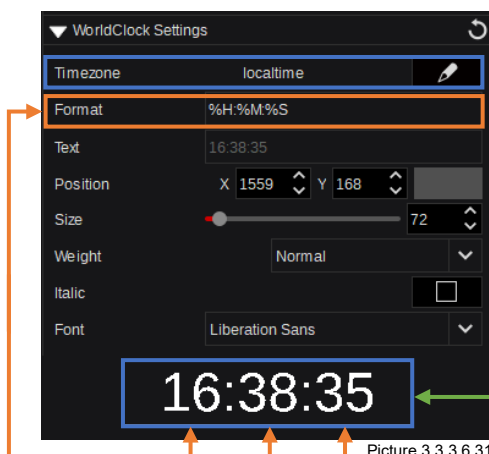 WorldClock Settings
Timezone localtime
Format %H:%M:%S
Text 16:38:35
Position X 1559 Y 168
Size 72
Weight Normal
Italic
Font Liberation Sans
16:38:35
Picture 3.3.3.6.31